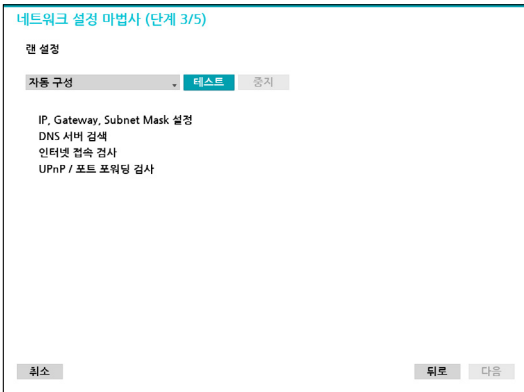 네트워크 설정 마법사 (단계 3/5)
랜 설정
자동 구성 테스트 중지
IP, Gateway, Subnet Mask 설정
DNS 서버 검색
인터넷 접속 검사
UPnP / 포트 포워딩 검사
취소 뒤로 다음